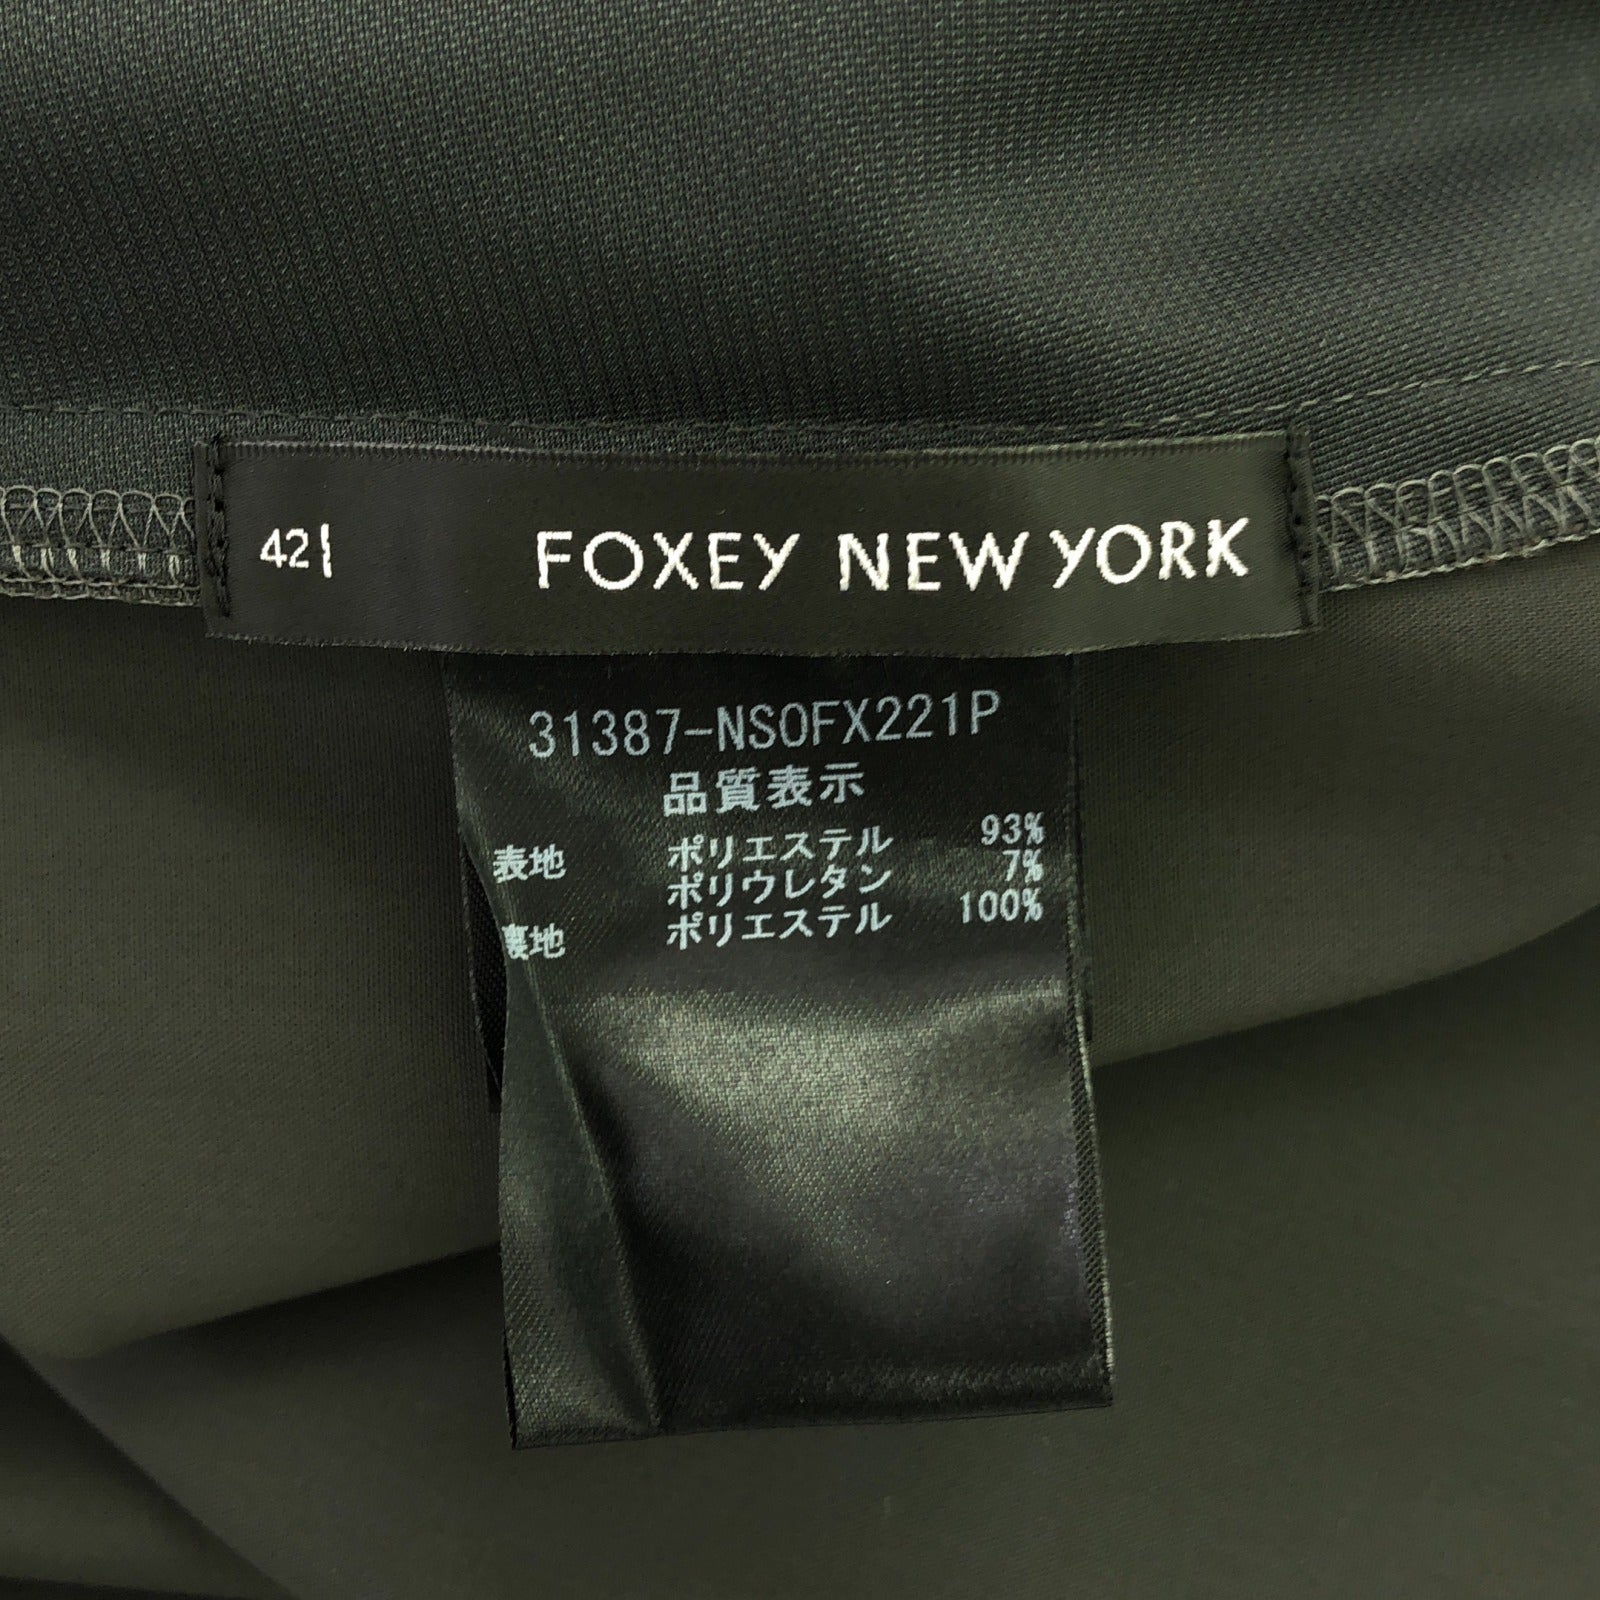 42 FOXEY NEW YORK
31387-NSOFX221P
品質表示
表地 ポリエステル 93%
ポリウレタン 7%
裏地 ポリエステル 100%